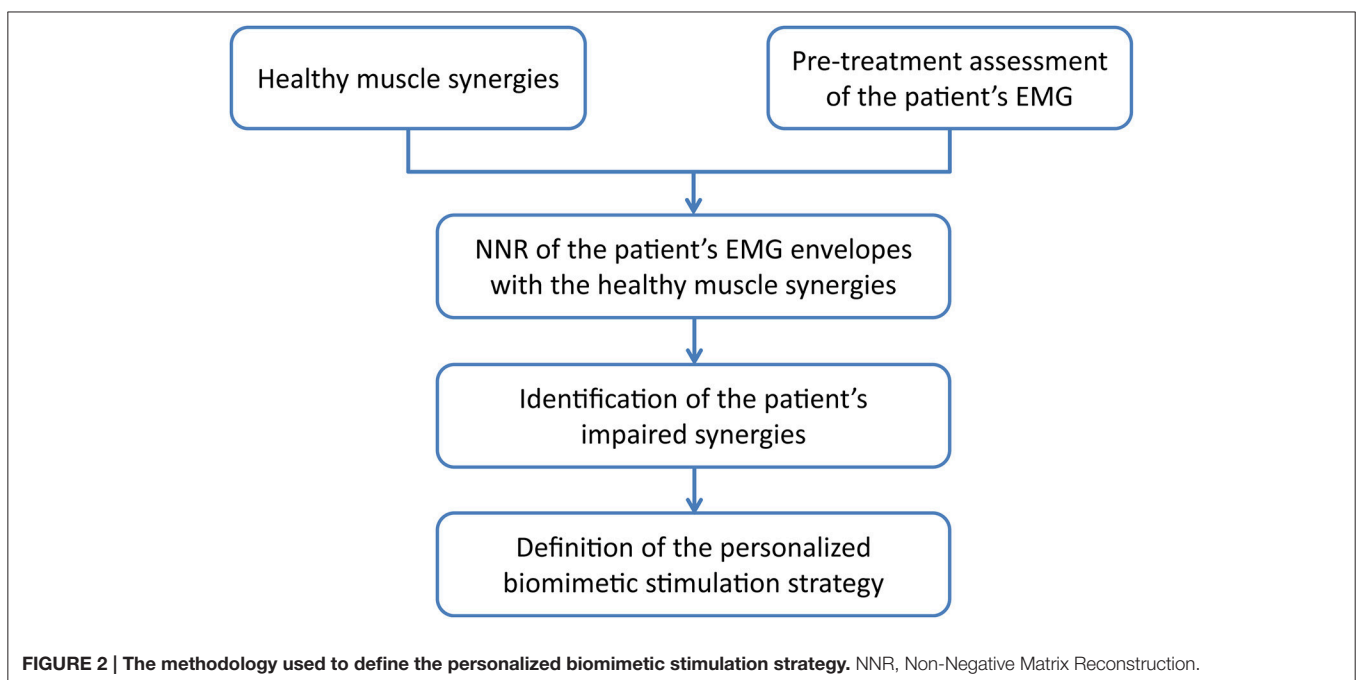 Healthy muscle synergies
Pre-treatment assessment
of the patient's EMG
NNR of the patient's EMG envelopes
with the healthy muscle synergies
Identification of the patient's
impaired synergies
Definition of the personalized
biomimetic stimulation strategy
FIGURE 2 | The methodology used to define the personalized biomimetic stimulation strategy. NNR, Non-Negative Matrix Reconstruction.